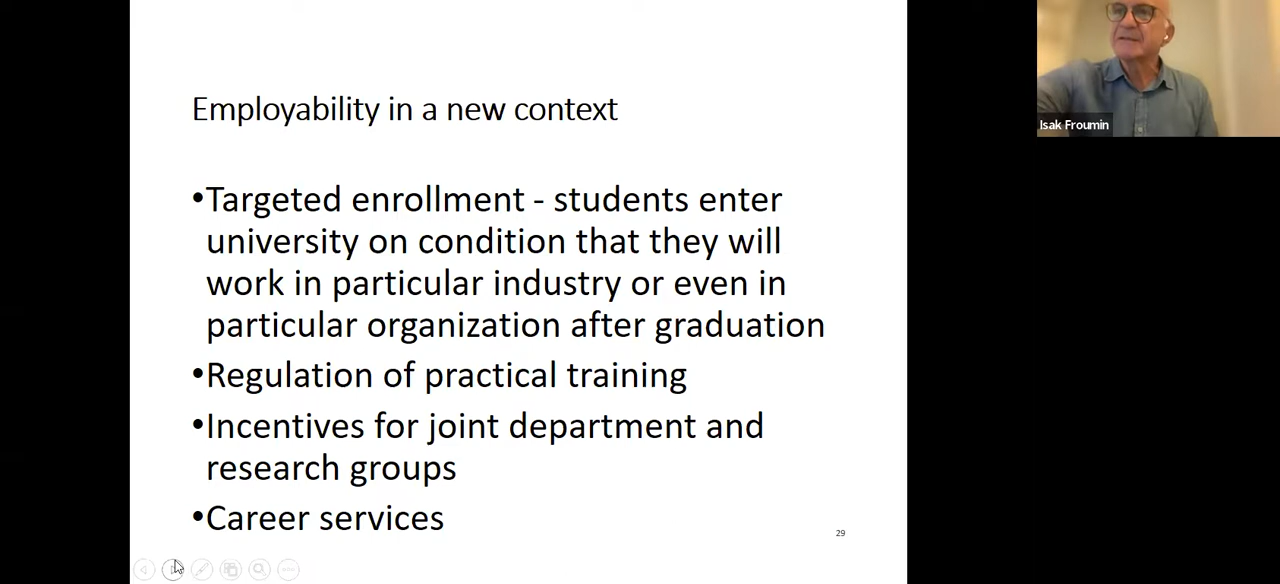 Employability in a new context
•Targeted enrollment - students enter
university on condition that they will
work in particular industry or even in
particular organization after graduation
•Regulation of practical training
•Incentives for joint department and
research groups
•Career services
29
Isak Froumin